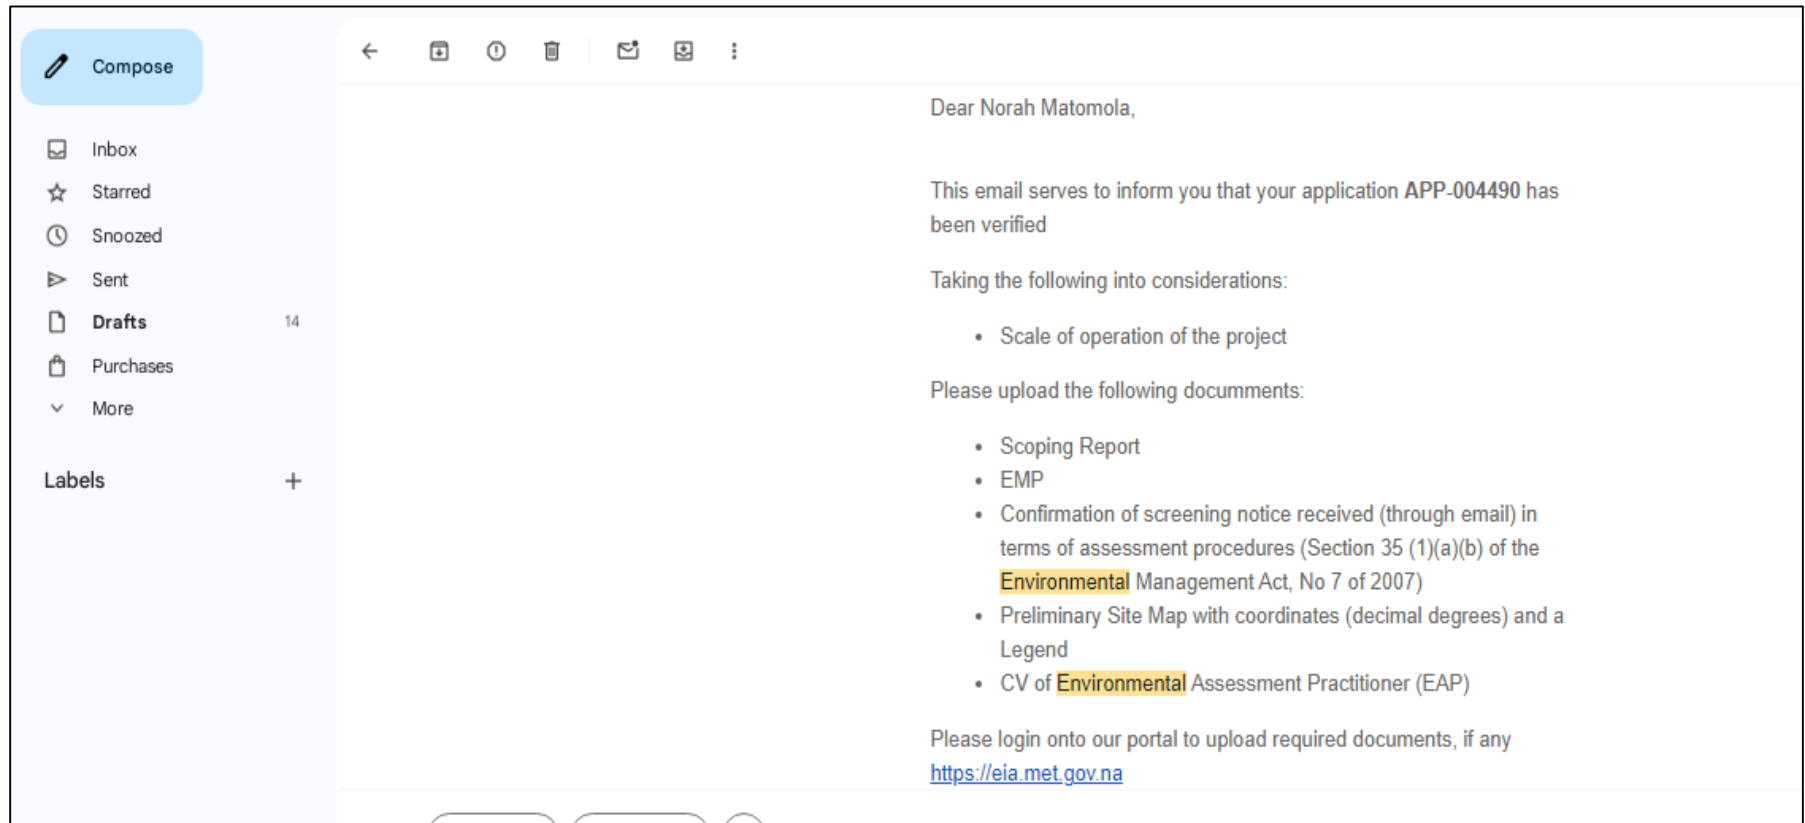 Compose
Inbox
Starred
Snoozed
Sent
Drafts 14
Purchases
More
Labels
Dear Norah Matomola,
This email serves to inform you that your application APP-004490 has
been verified
Taking the following into considerations:
• Scale of operation of the project
Please upload the following documments:
• Scoping Report
• EMP
• Confirmation of screening notice received (through email) in
terms of assessment procedures (Section 35 (1)(a)(b) of the
Environmental Management Act, No 7 of 2007)
• Preliminary Site Map with coordinates (decimal degrees) and a
Legend
• CV of Environmental Assessment Practitioner (EAP)
Please login onto our portal to upload required documents, if any
https://eia.met.gov.na